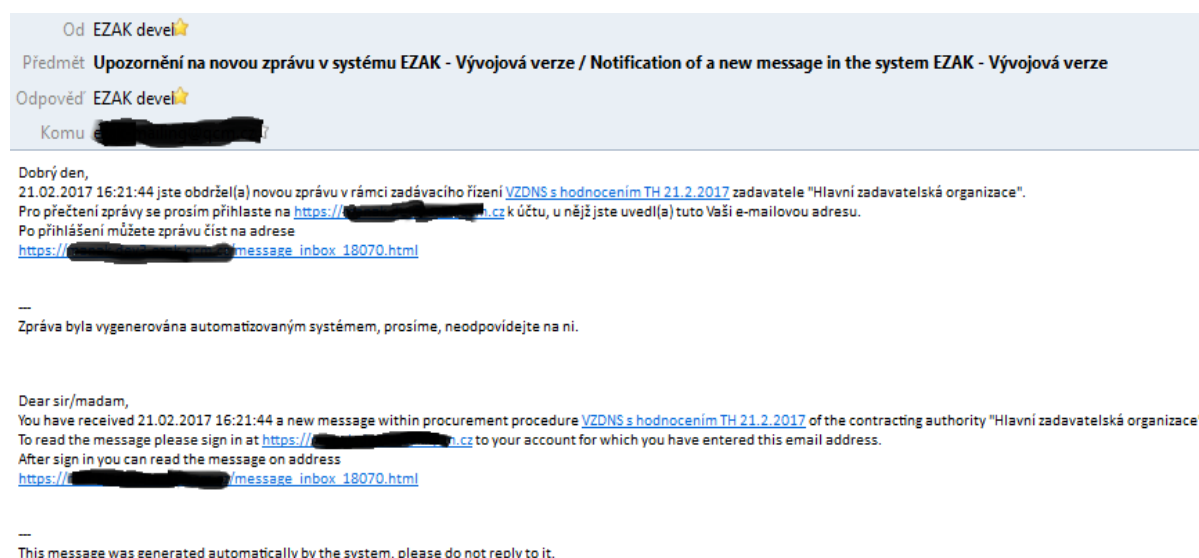 Od EZAK devel
Předmět Upozornění na novou zprávu v systému EZAK - Vývojová verze / Notification of a new message in the system EZAK - Vývojová verze
Odpověď EZAK devel
Komu
Dobrý den,
21.02.2017 16:21:44 jste obdržel(a) novou zprávu v rámci zadávacího řízení VZDNS s hodnocením TH 21.2.2017 zadavatele "Hlavní zadavatelská organizace".
Pro přečtení zprávy se prosím přihlaste na https:// .cz k účtu, u nějž jste uvedl(a) tuto Vaši e-mailovou adresu.
Po přihlášení můžete zprávu číst na adrese
https:// /message_inbox_18070.html
---
Zpráva byla vygenerována automatizovaným systémem, prosíme, neodpovídejte na ni.
Dear sir/madam,
You have received 21.02.2017 16:21:44 a new message within procurement procedure VZDNS s hodnocením TH 21.2.2017 of the contracting authority "Hlavní zadavatelská organizace"
To read the message please sign in at https:// .cz to your account for which you have entered this email address.
After sign in you can read the message on address
https:// /message_inbox_18070.html
---
This message was generated automatically by the system, please do not reply to it.